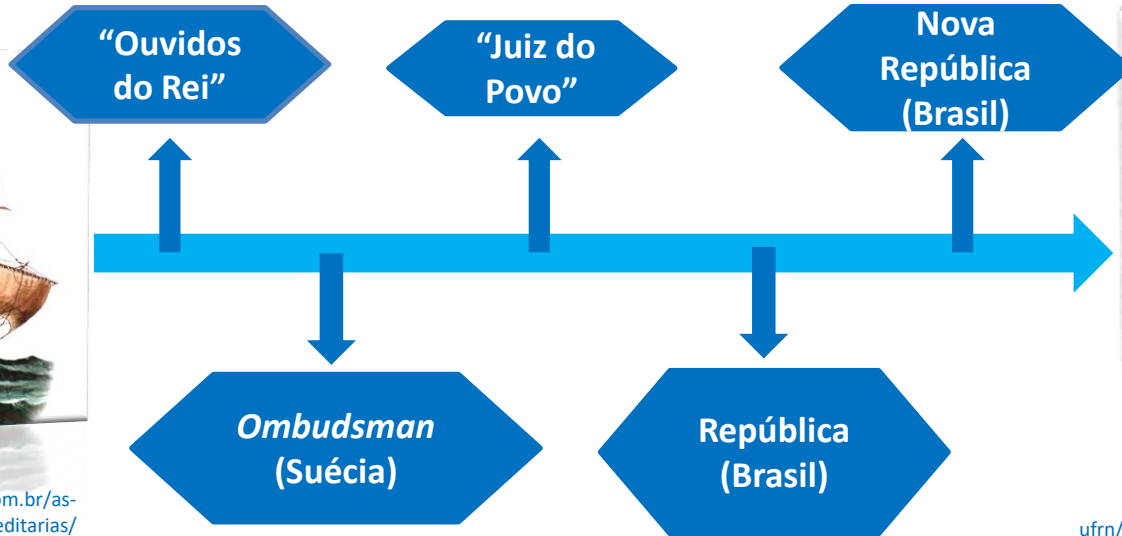 “Ouvidos
do Rei”
“Juiz do
Povo”
Nova
República
(Brasil)
Ombudsman
(Suécia)
República
(Brasil)
om.br/as-
editarias/
ufrn/